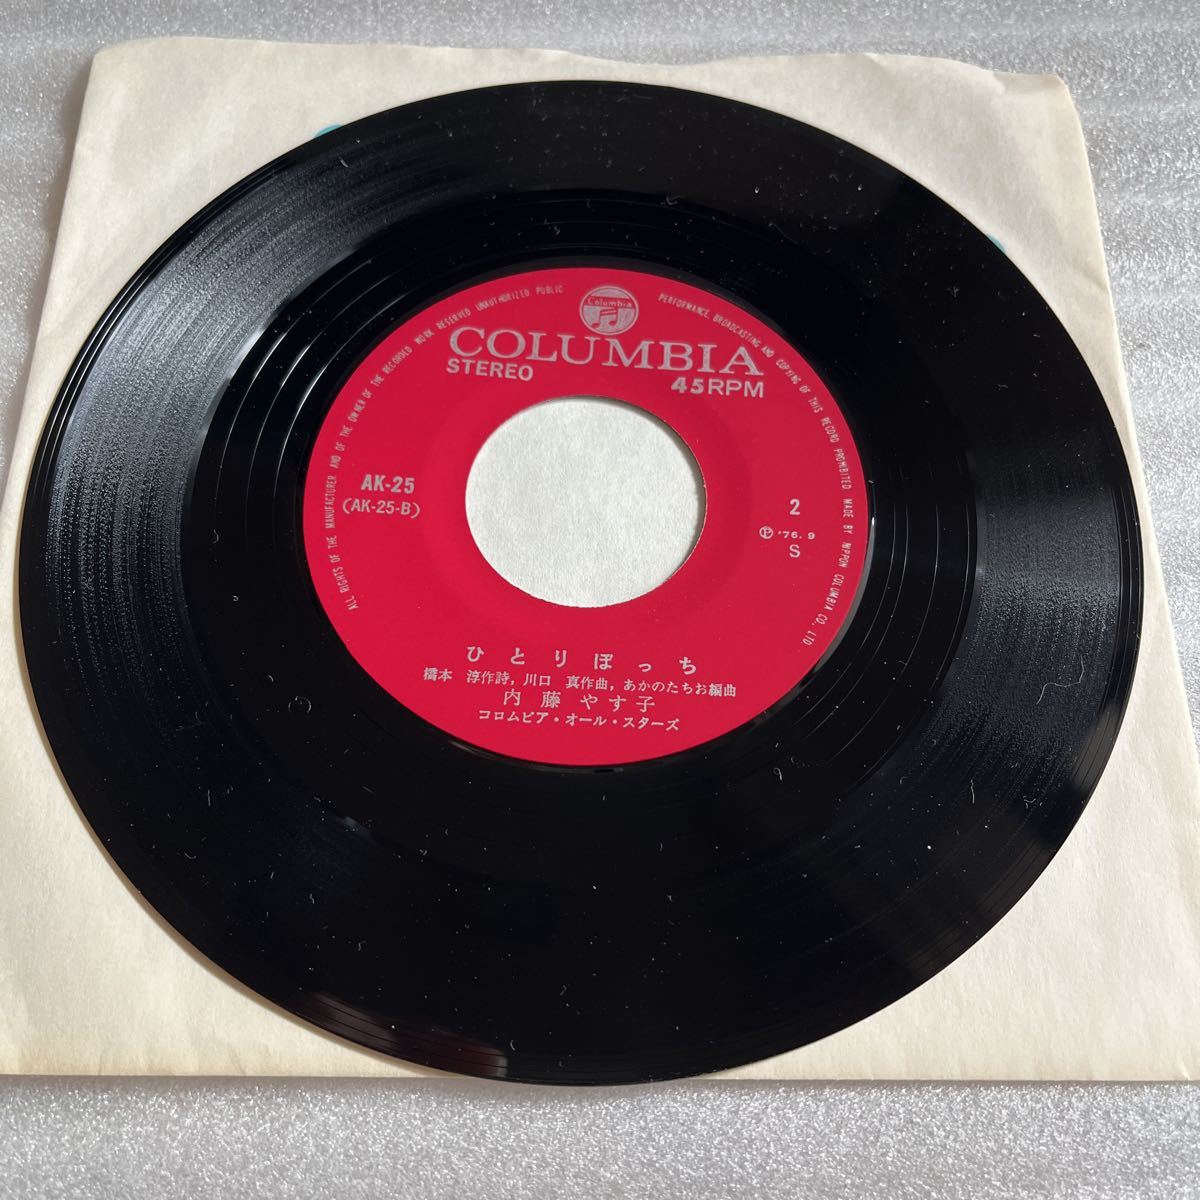 Columbia
ALL RIGHTS OF THE MANUFACTURER AND OF THE OWNER OF THE RECORDED WORK RESERVED UNAUTHORIZED PUBLIC PERFORMANCE BROADCASTING AND COPYING OF THIS RECORD PROHIBITED MADE BY NIPPON COLUMBIA CO., LTD
COLUMBIA
STEREO 45RPM
AK-25
(AK-25-B)
2
Ⓟ '76. 9
S
ひとりぼっち
橋本 淳作詩, 川口 真作曲, あかのたちお編曲
内藤やす子
コロムビア・オール・スターズ